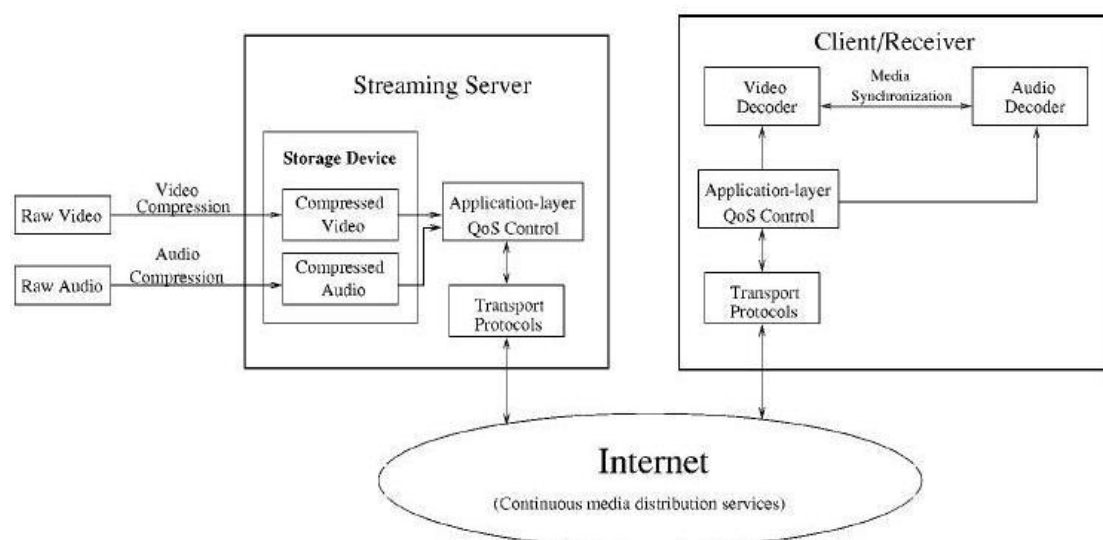 Streaming Server
Storage Device
Raw Video
Video
Compression
Compressed
Video
Raw Audio
Audio
Compression
Compressed
Audio
Application-layer
QoS Control
Transport
Protocols
Client/Receiver
Video
Decoder
Media
Synchronization
Audio
Decoder
Application-layer
QoS Control
Transport
Protocols
Internet
(Continuous media distribution services)